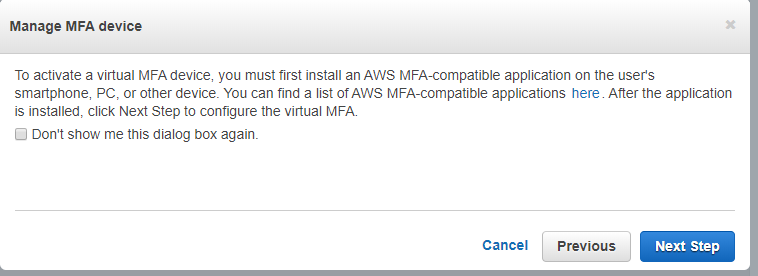 Manage MFA device
To activate a virtual MFA device, you must first install an AWS MFA-compatible application on the user's
smartphone, PC, or other device. You can find a list of AWS MFA-compatible applications here. After the application
is installed, click Next Step to configure the virtual MFA.
Don't show me this dialog box again.
Cancel Previous Next Step